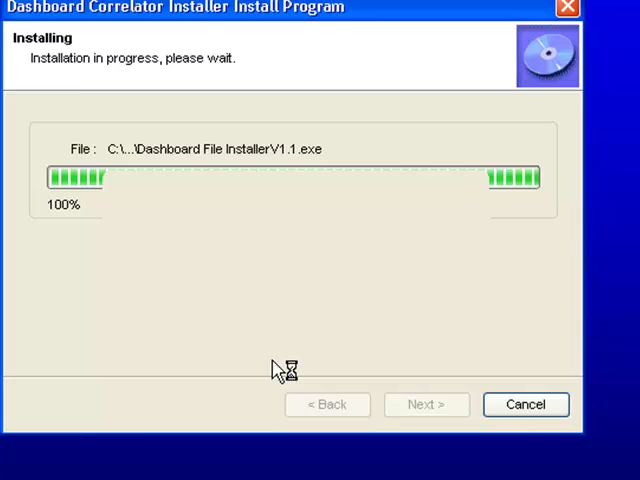 Dashboard Correlator Installer Install Program
Installing
Installation in progress, please wait.
File : C:\...\Dashboard File InstallerV1.1.exe
100%
< Back
Next >
Cancel